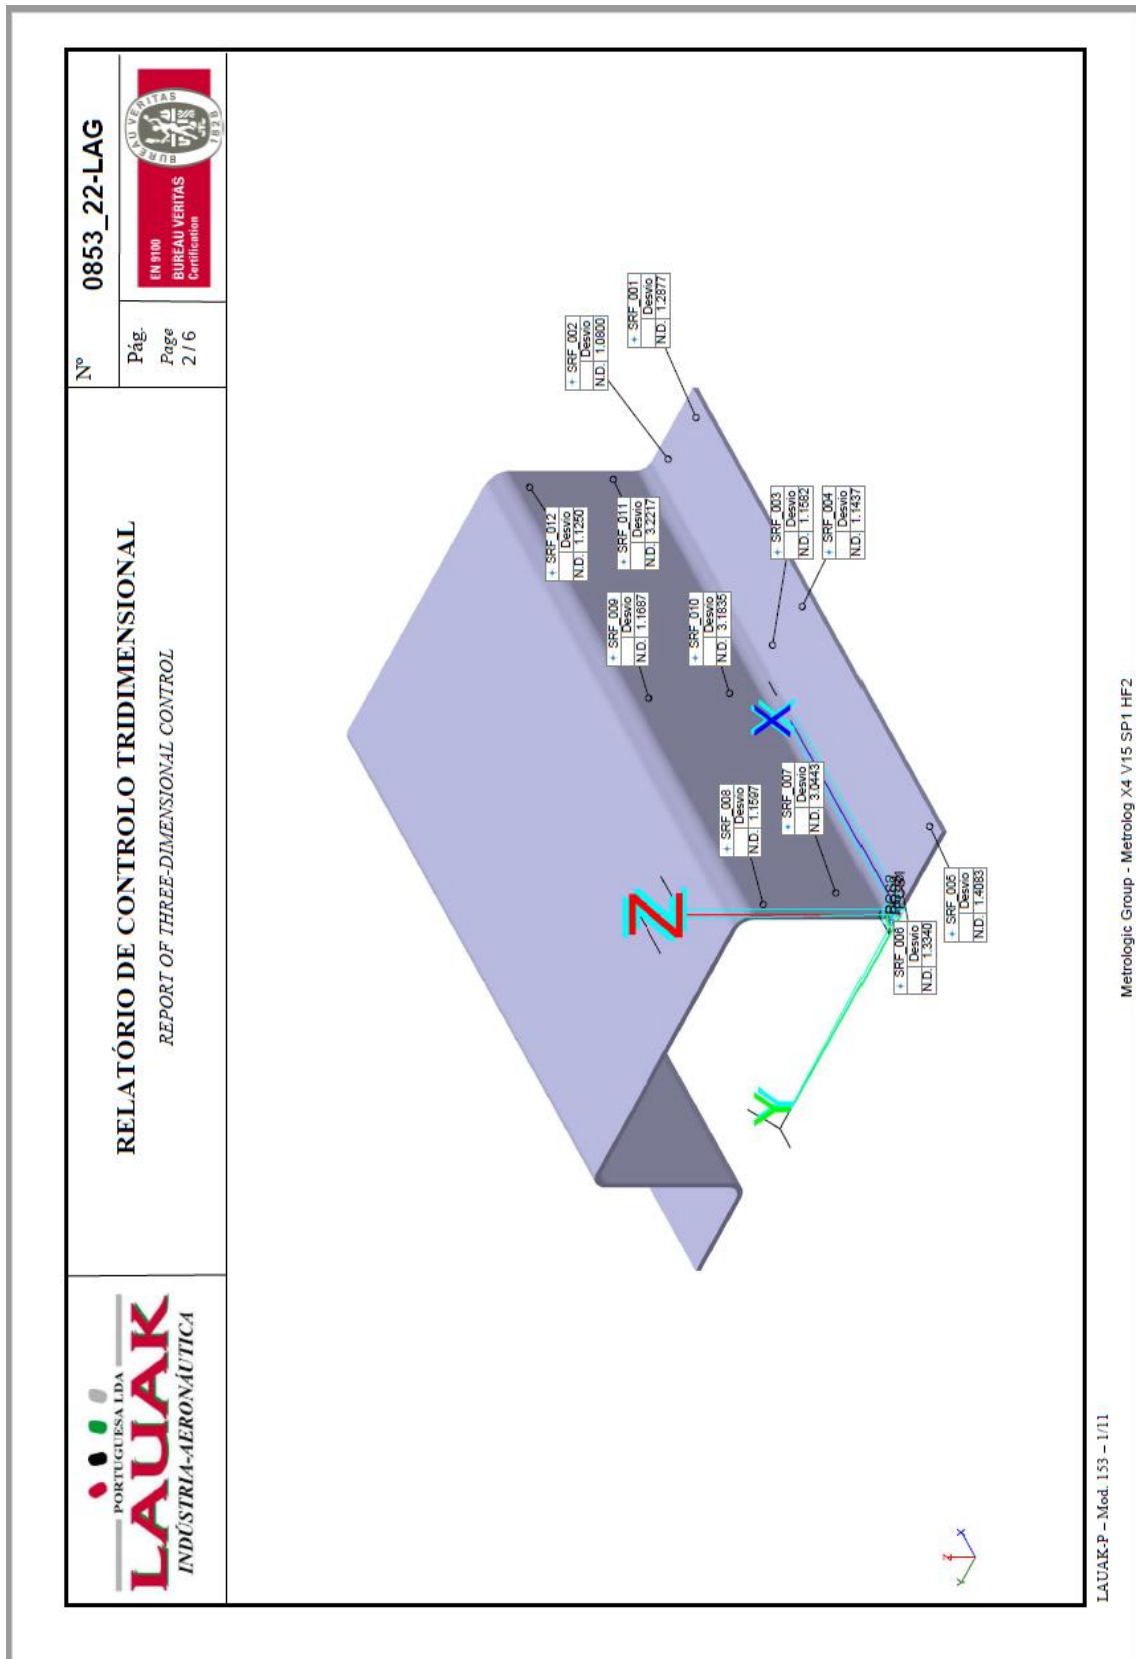 PORTUGUESA LDA
LAUAK
INDÚSTRIA-AERONÁUTICA
RELATÓRIO DE CONTROLO TRIDIMENSIONAL
REPORT OF THREE-DIMENSIONAL CONTROL
Nº 0853_22-LAG
Pág.
Page
2 / 6
BUREAU VERITAS
1828
EN 9100
BUREAU VERITAS
Certification
+ SRF_002
Desvio
N.D. 1.0800
+ SRF_001
Desvio
N.D. 1.2877
+ SRF_012
Desvio
N.D. 1.1250
+ SRF_011
Desvio
N.D. 3.2217
+ SRF_009
Desvio
N.D. 1.1687
+ SRF_010
Desvio
N.D. 3.1835
+ SRF_003
Desvio
N.D. 1.1582
+ SRF_004
Desvio
N.D. 1.1437
+ SRF_008
Desvio
N.D. 1.1597
+ SRF_007
Desvio
N.D. 3.0443
+ SRF_006
Desvio
N.D. 1.3340
+ SRF_005
Desvio
N.D. 1.4083
Z
X
Y
Z
Y
X
LAUAK-P – Mod. 153 – 1/11
Metrologic Group - Metrolog X4 V15 SP1 HF2